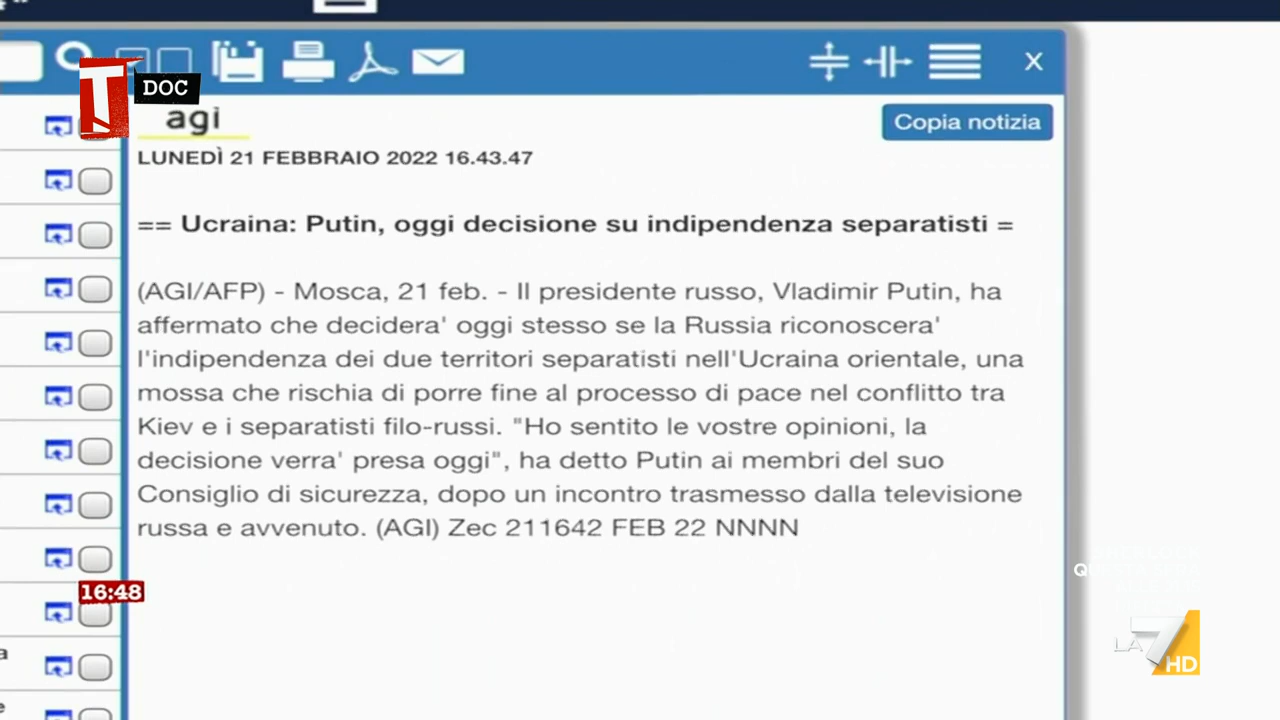 DOC
agi
Copia notizia
LUNEDÌ 21 FEBBRAIO 2022 16.43.47
== Ucraina: Putin, oggi decisione su indipendenza separatisti =
(AGI/AFP) - Mosca, 21 feb. - Il presidente russo, Vladimir Putin, ha
affermato che decidera' oggi stesso se la Russia riconoscera'
l'indipendenza dei due territori separatisti nell'Ucraina orientale, una
mossa che rischia di porre fine al processo di pace nel conflitto tra
Kiev e i separatisti filo-russi. "Ho sentito le vostre opinioni, la
decisione verra' presa oggi", ha detto Putin ai membri del suo
Consiglio di sicurezza, dopo un incontro trasmesso dalla televisione
russa e avvenuto. (AGI) Zec 211642 FEB 22 NNNN
16:48
LA 7 HD